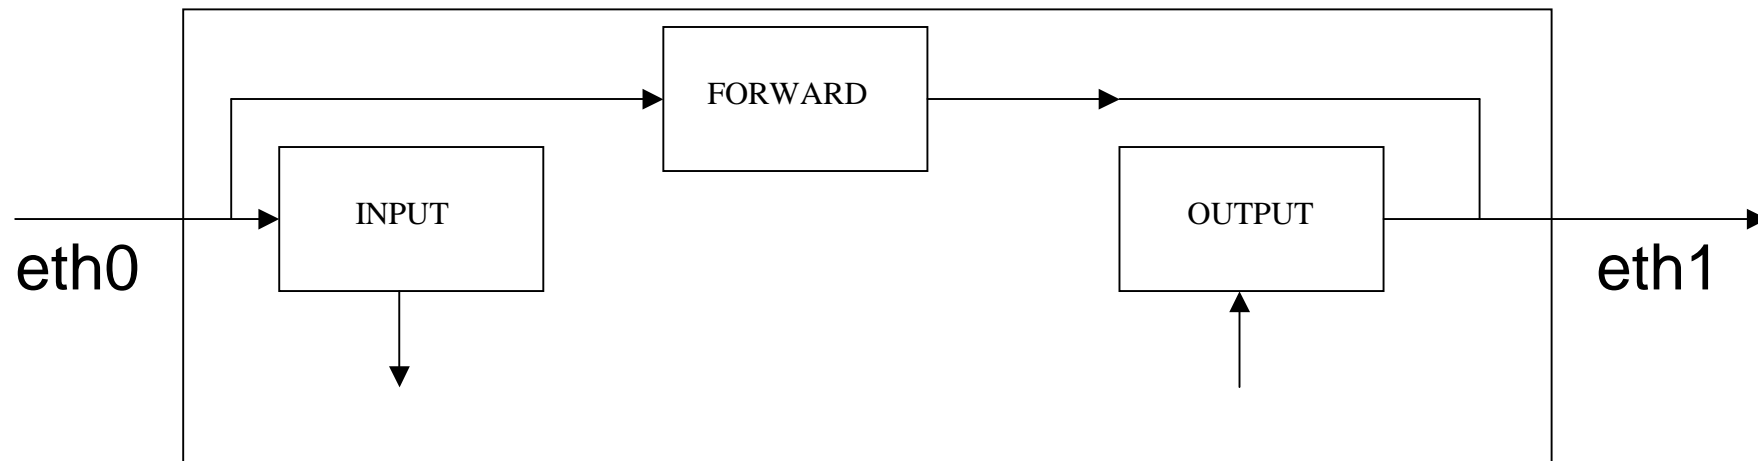 FORWARD
INPUT
OUTPUT
eth0
eth1